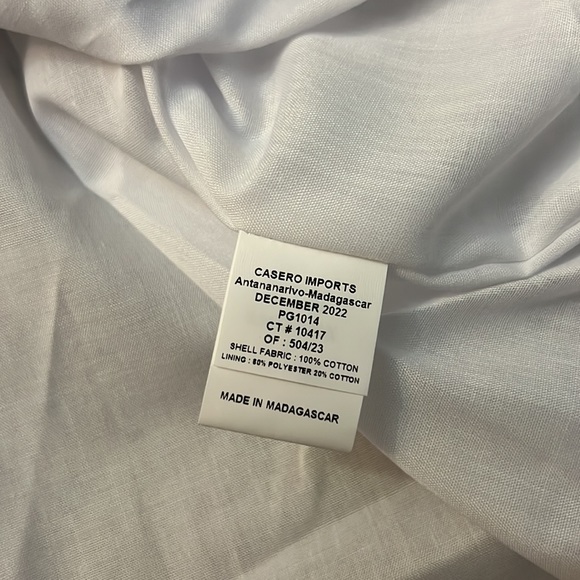 CASERO IMPORTS
Antananarivo-Madagascar
DECEMBER 2022
PG1014
CT # 10417
OF : 504/23
SHELL FABRIC : 100% COTTON
LINING : 80% POLYESTER 20% COTTON
MADE IN MADAGASCAR